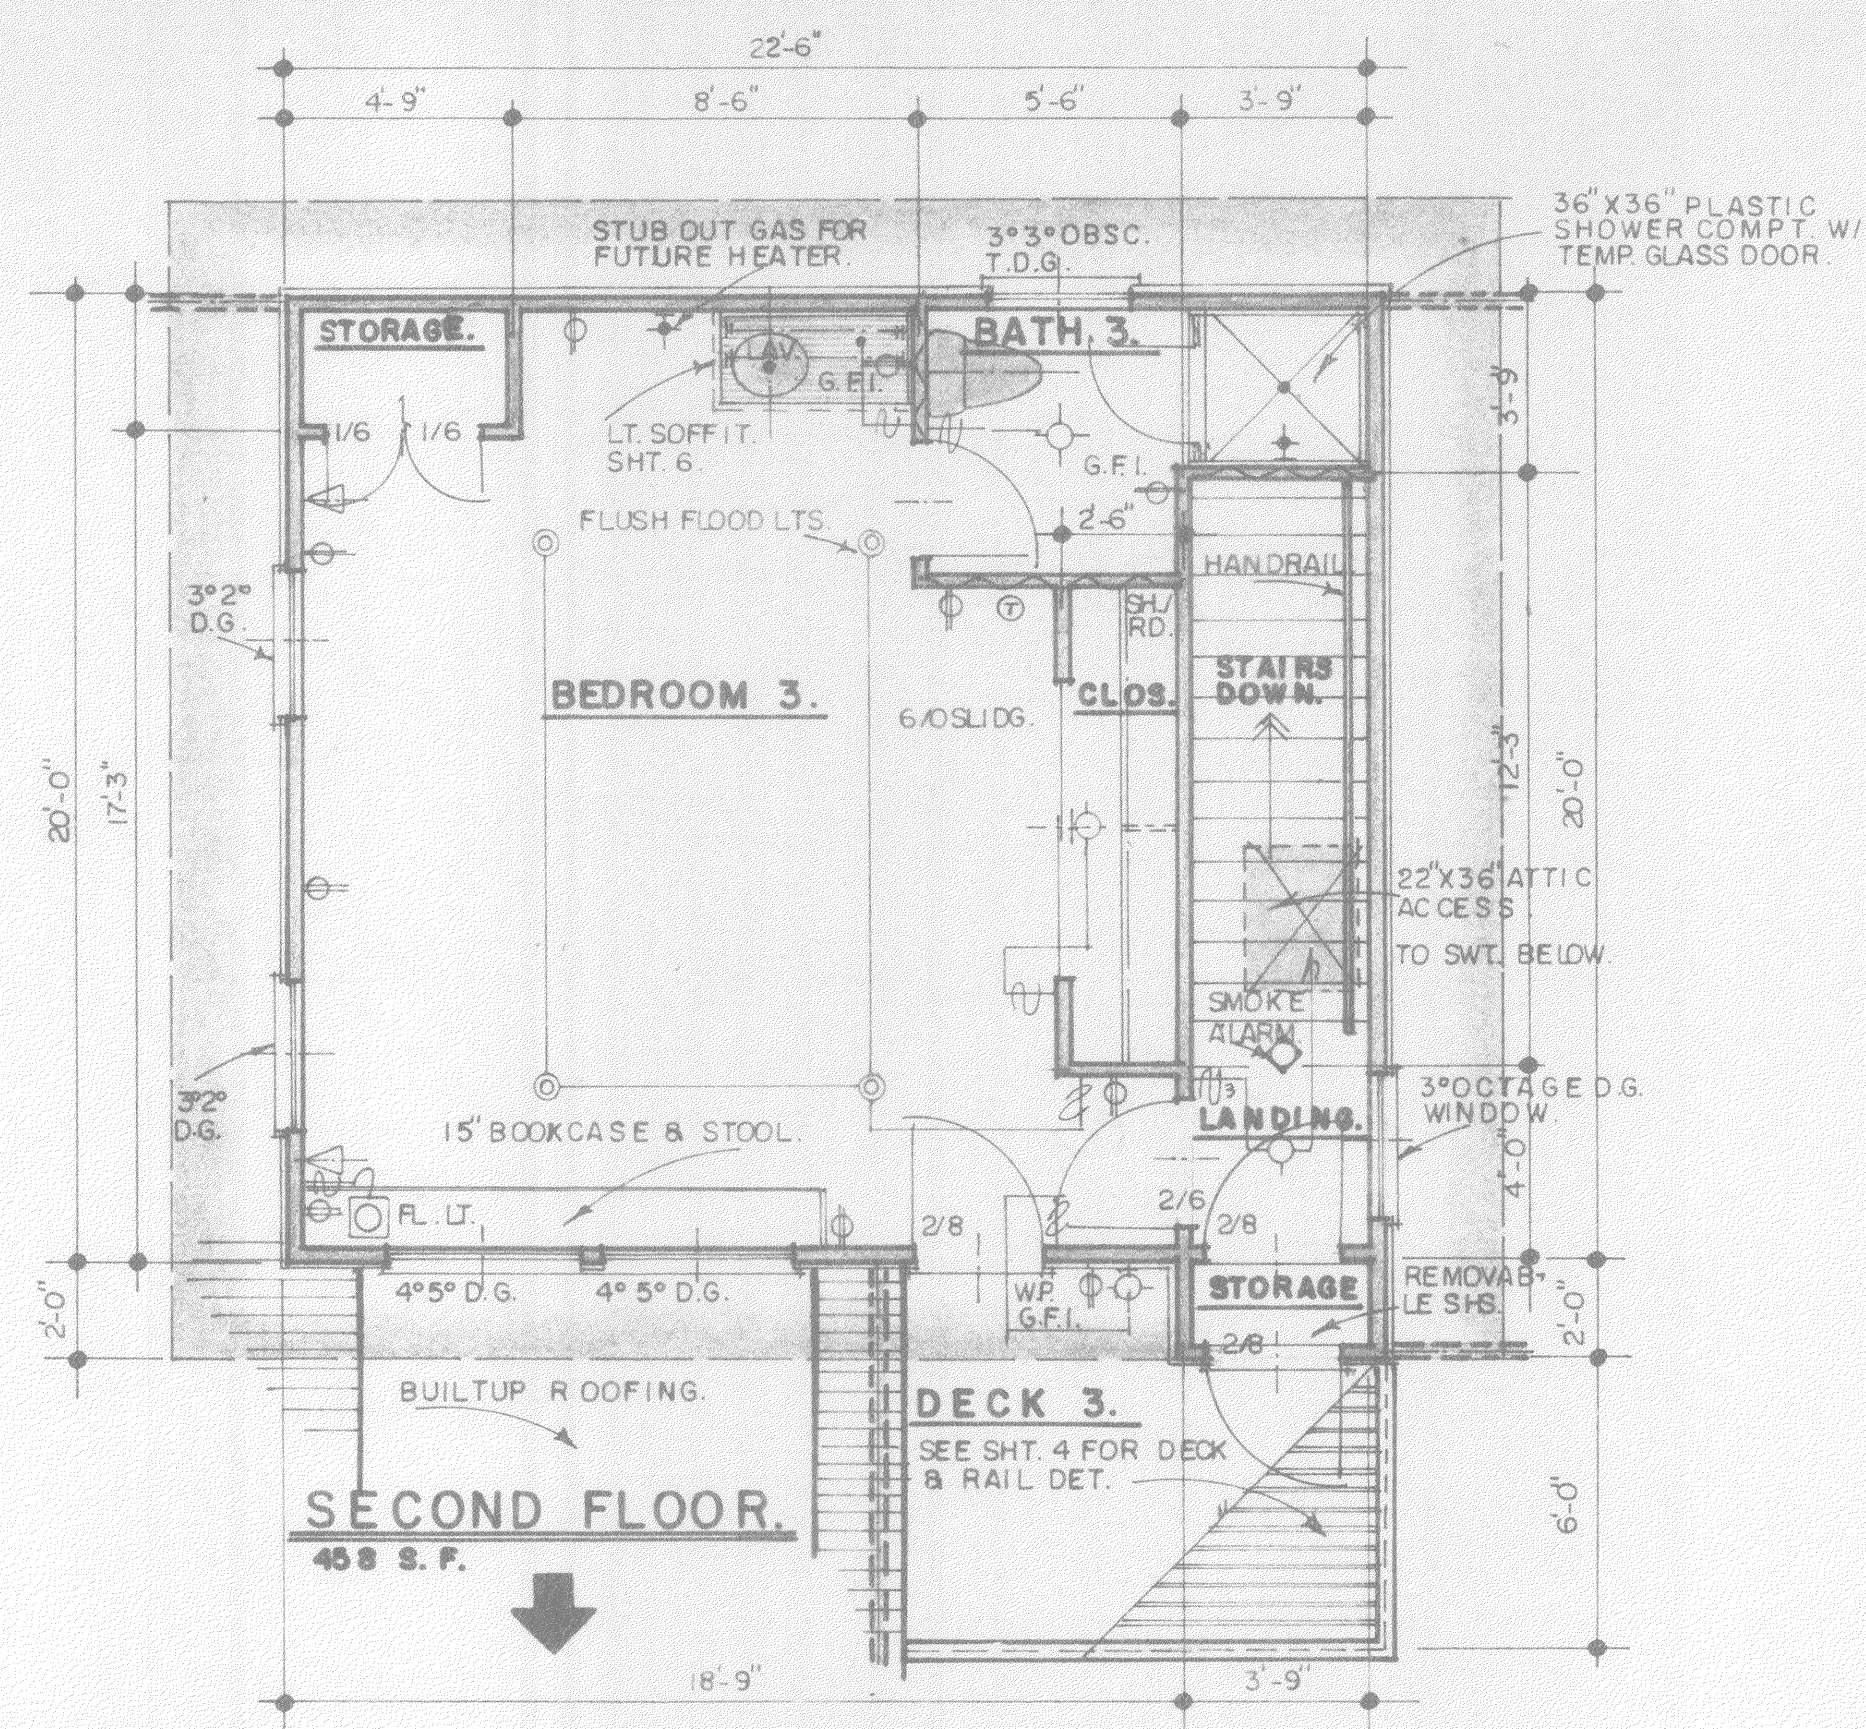 22'-6"
4'-9" 8'-6" 5'-6" 3'-9"
36"X36" PLASTIC
SHOWER COMPT. W/
TEMP. GLASS DOOR.
STUB OUT GAS FOR
FUTURE HEATER.
3°3° OBSC.
T.D.G.
STORAGE.
BATH 3.
LAV.
G.F.I.
1/6 1/6
LT. SOFFIT.
SHT. 6.
G.F.I.
3'-9"
FLUSH FLOOD LTS.
2'-6"
HANDRAIL
3°2°
D.G.
T
SH./
RD.
STAIRS
DOWN.
BEDROOM 3.
CLOS.
6/0 SLIDG.
20'-0"
17'-3"
12'-3"
20'-0"
22"X36" ATTIC
ACCESS.
TO SWT. BELOW.
SMOKE
ALARM
3°2°
D.G.
3
3° OCTAGE D.G.
WINDOW.
LANDING.
15" BOOKCASE & STOOL.
4'-0"
FL. LT.
2/8
2/6
2/8
4°5° D.G. 4°5° D.G.
W.P.
G.F.I.
STORAGE
REMOVAB-
LE SHS.
2/8
2'-0"
2'-0"
BUILTUP ROOFING.
DECK 3.
SEE SHT. 4 FOR DECK
& RAIL DET.
6'-0"
SECOND FLOOR.
458 S.F.
18'-9" 3'-9"